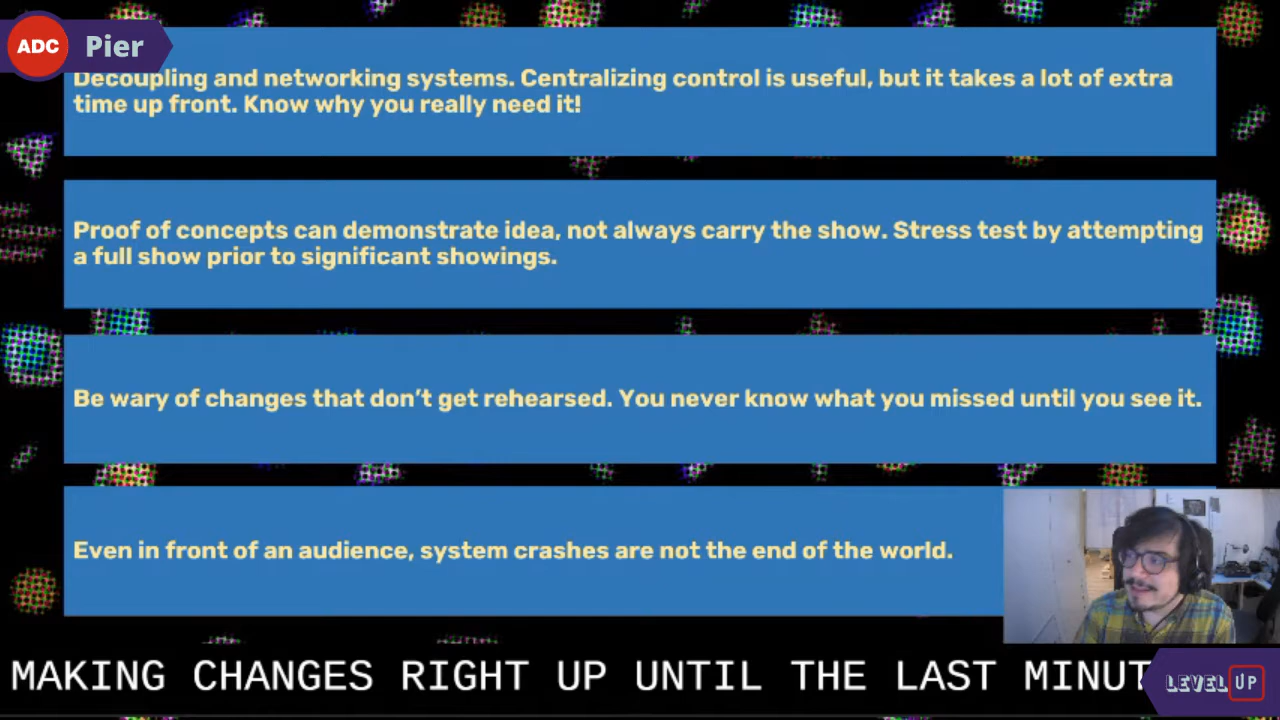 ADC Pier
Decoupling and networking systems. Centralizing control is useful, but it takes a lot of extra
time up front. Know why you really need it!
Proof of concepts can demonstrate idea, not always carry the show. Stress test by attempting
a full show prior to significant showings.
Be wary of changes that don't get rehearsed. You never know what you missed until you see it.
Even in front of an audience, system crashes are not the end of the world.
MAKING CHANGES RIGHT UP UNTIL THE LAST MINUT
LEVEL UP